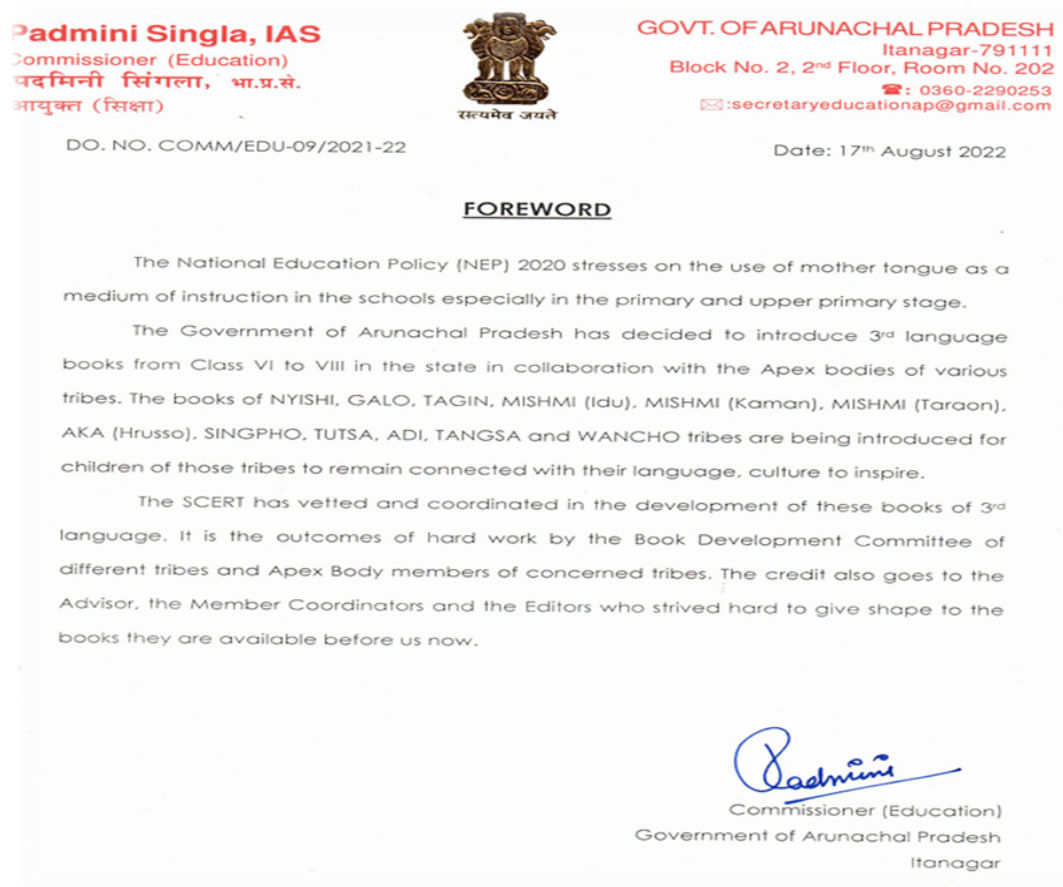 Padmini Singla, IAS
Commissioner (Education)
पदमिनी सिंगला, भा.प्र.से.
आयुक्त (सिक्षा)
सत्यमेव जयते
GOVT. OF ARUNACHAL PRADESH
Itanagar-791111
Block No. 2, 2nd Floor, Room No. 202
☎: 0360-2290253
✉:secretaryeducationap@gmail.com
DO. NO. COMM/EDU-09/2021-22
Date: 17th August 2022
FOREWORD
The National Education Policy (NEP) 2020 stresses on the use of mother tongue as a
medium of instruction in the schools especially in the primary and upper primary stage.
The Government of Arunachal Pradesh has decided to introduce 3rd language
books from Class VI to VIII in the state in collaboration with the Apex bodies of various
tribes. The books of NYISHI, GALO, TAGIN, MISHMI (Idu), MISHMI (Kaman), MISHMI (Taraon),
AKA (Hrusso), SINGPHO, TUTSA, ADI, TANGSA and WANCHO tribes are being introduced for
children of those tribes to remain connected with their language, culture to inspire.
The SCERT has vetted and coordinated in the development of these books of 3rd
language. It is the outcomes of hard work by the Book Development Committee of
different tribes and Apex Body members of concerned tribes. The credit also goes to the
Advisor, the Member Coordinators and the Editors who strived hard to give shape to the
books they are available before us now.
Padmini
Commissioner (Education)
Government of Arunachal Pradesh
Itanagar